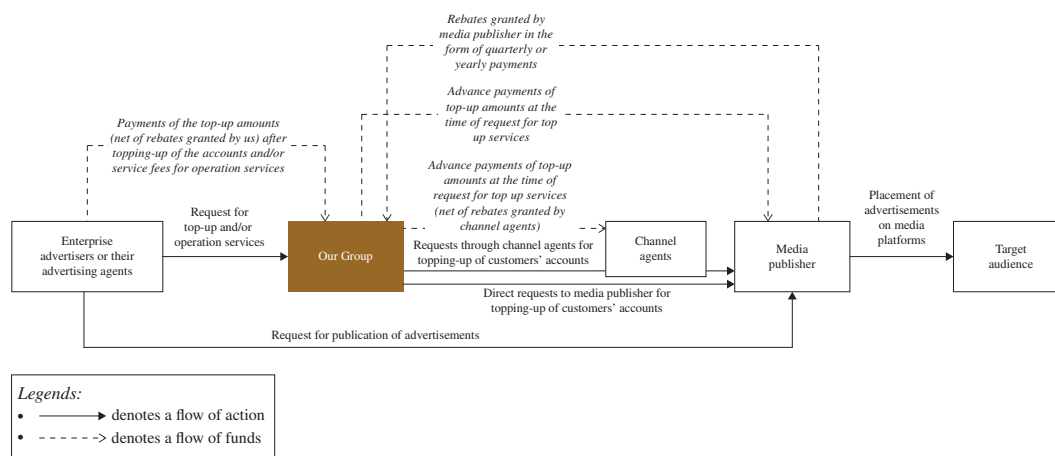 Rebates granted by
media publisher in the
form of quarterly or
yearly payments
Advance payments of
top-up amounts at the
time of request for top
up services
Payments of the top-up amounts
(net of rebates granted by us) after
topping-up of the accounts and/or
service fees for operation services
Advance payments of top-up
amounts at the time of
request for top up services
(net of rebates granted by
channel agents)
Enterprise
advertisers or their
advertising agents
Request for
top-up and/or
operation services
Our Group
Requests through channel agents for
topping-up of customers' accounts
Channel
agents
Direct requests to media publisher for
topping-up of customers' accounts
Media
publisher
Placement of
advertisements
on media
platforms
Target
audience
Request for publication of advertisements
Legends:
• denotes a flow of action
• denotes a flow of funds